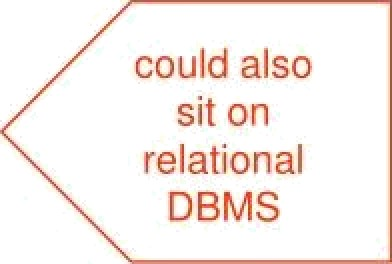 could also
sit on
relational
DBMS